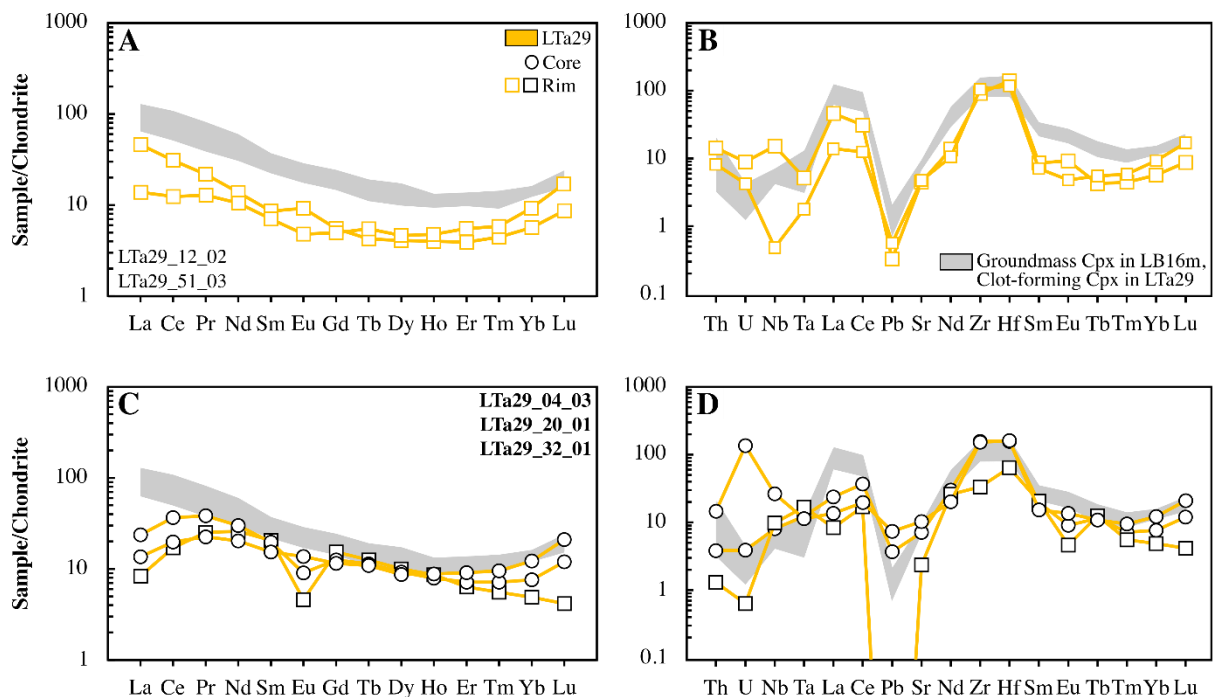 Sample/Chondrite
1000
100
10
1
A
LTa29
Core
Rim
LTa29_12_02
LTa29_51_03
La Ce Pr Nd Sm Eu Gd Tb Dy Ho Er Tm Yb Lu
1000
100
10
1
0.1
B
Groundmass Cpx in LB16m,
Clot-forming Cpx in LTa29
Th U Nb Ta La Ce Pb Sr Nd Zr Hf Sm Eu Tb Tm Yb Lu
Sample/Chondrite
1000
100
10
1
C
LTa29_04_03
LTa29_20_01
LTa29_32_01
La Ce Pr Nd Sm Eu Gd Tb Dy Ho Er Tm Yb Lu
1000
100
10
1
0.1
D
Th U Nb Ta La Ce Pb Sr Nd Zr Hf Sm Eu Tb Tm Yb Lu